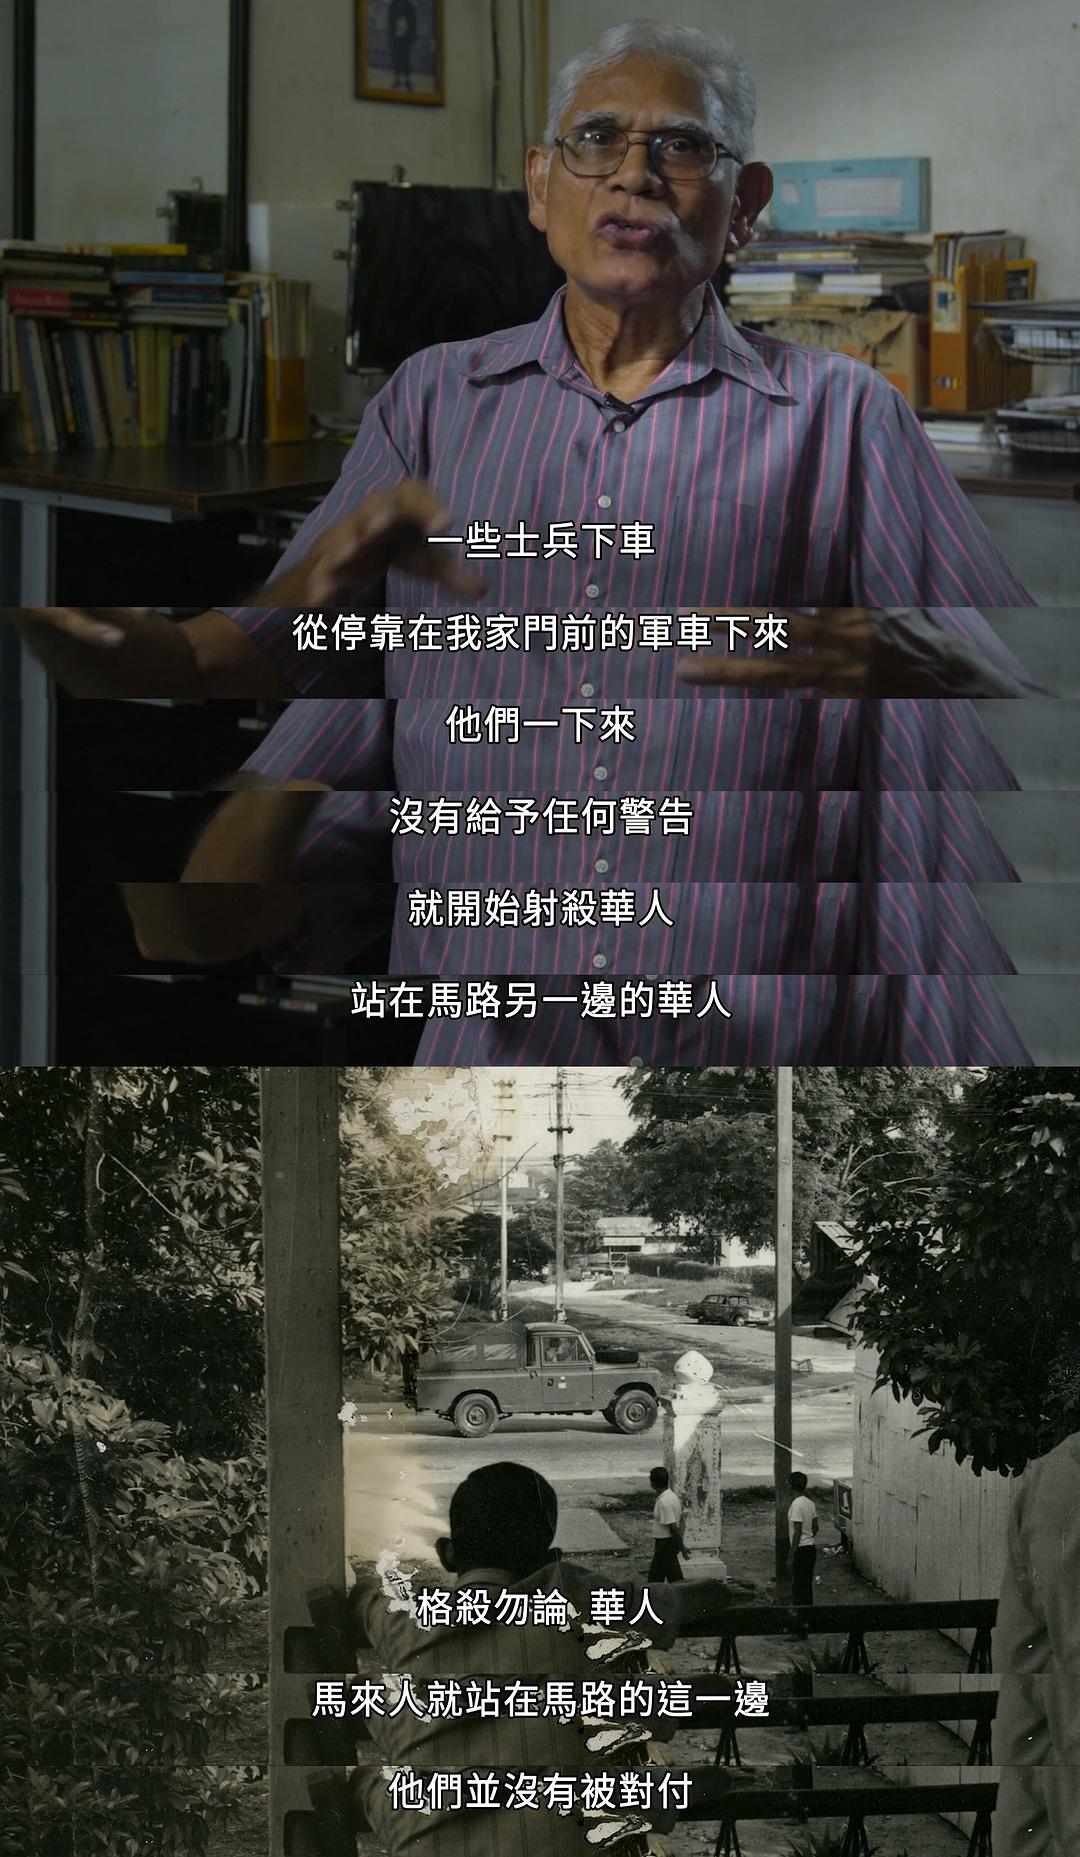 一些士兵下車
從停靠在我家門前的軍車下來
他們一下來
沒有給予任何警告
就開始射殺華人
站在馬路另一邊的華人
格殺勿論 華人
馬來人就站在馬路的這一邊
他們並沒有被對付